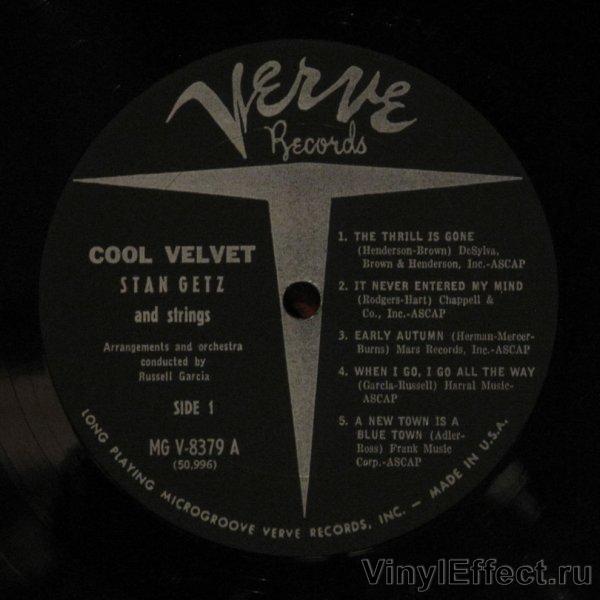 Verve
Records
COOL VELVET
STAN GETZ
and strings
Arrangements and orchestra
conducted by
Russell Garcia
SIDE 1
MG V-8379 A
(50,996)
1. THE THRILL IS GONE
(Henderson-Brown) DeSylva,
Brown & Henderson, Inc.-ASCAP
2. IT NEVER ENTERED MY MIND
(Rodgers-Hart) Chappell &
Co., Inc.-ASCAP
3. EARLY AUTUMN (Herman-Mercer-
Burns) Mars Records, Inc.-ASCAP
4. WHEN I GO, I GO ALL THE WAY
(Garcia-Russell) Harral Music-
ASCAP
5. A NEW TOWN IS A
BLUE TOWN (Adler-
Ross) Frank Music
Corp.-ASCAP
LONG PLAYING MICROGROOVE VERVE RECORDS, INC. — MADE IN U.S.A.
VinylEffect.ru